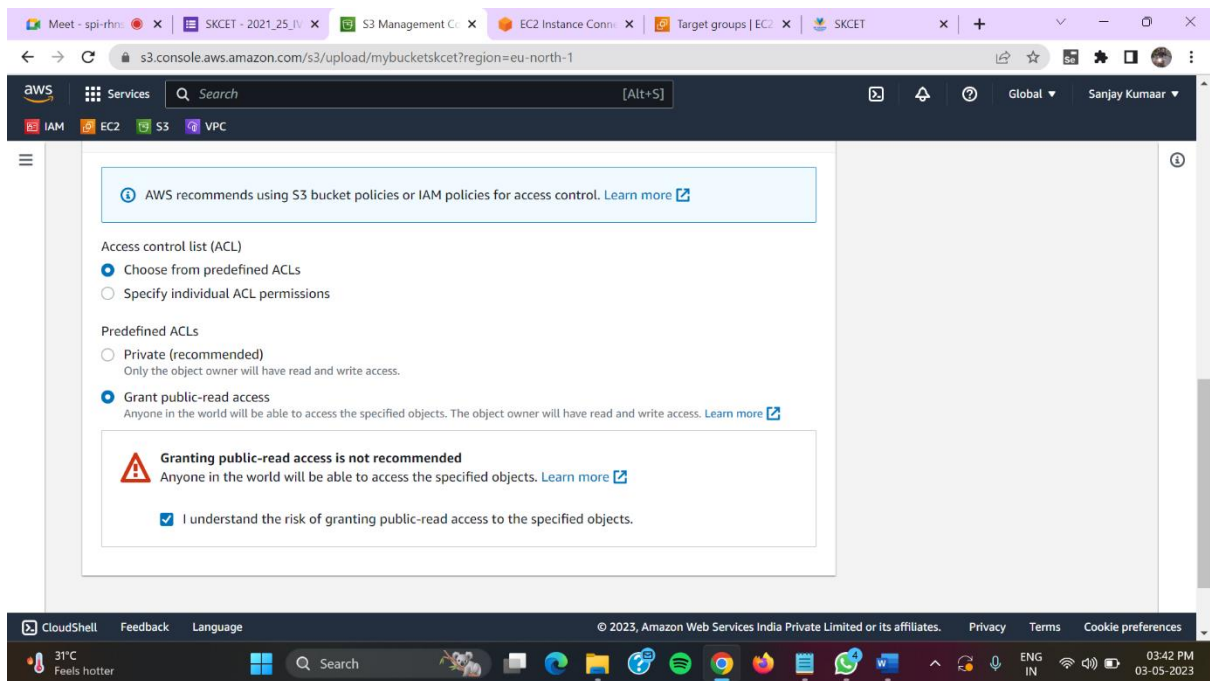 Meet - spi-rhn
SKCET - 2021_25_IV
S3 Management Co
EC2 Instance Conne
Target groups | EC2
SKCET
s3.console.aws.amazon.com/s3/upload/mybucketskcet?region=eu-north-1
Se
aws
Services
Search
[Alt+S]
Global
Sanjay Kumaar
IAM
EC2
S3
VPC
AWS recommends using S3 bucket policies or IAM policies for access control. Learn more
Access control list (ACL)
Choose from predefined ACLs
Specify individual ACL permissions
Predefined ACLs
Private (recommended)
Only the object owner will have read and write access.
Grant public-read access
Anyone in the world will be able to access the specified objects. The object owner will have read and write access. Learn more
Granting public-read access is not recommended
Anyone in the world will be able to access the specified objects. Learn more
I understand the risk of granting public-read access to the specified objects.
CloudShell
Feedback
Language
© 2023, Amazon Web Services India Private Limited or its affiliates.
Privacy
Terms
Cookie preferences
31°C
Feels hotter
Search
4
W
ENG
IN
03:42 PM
03-05-2023